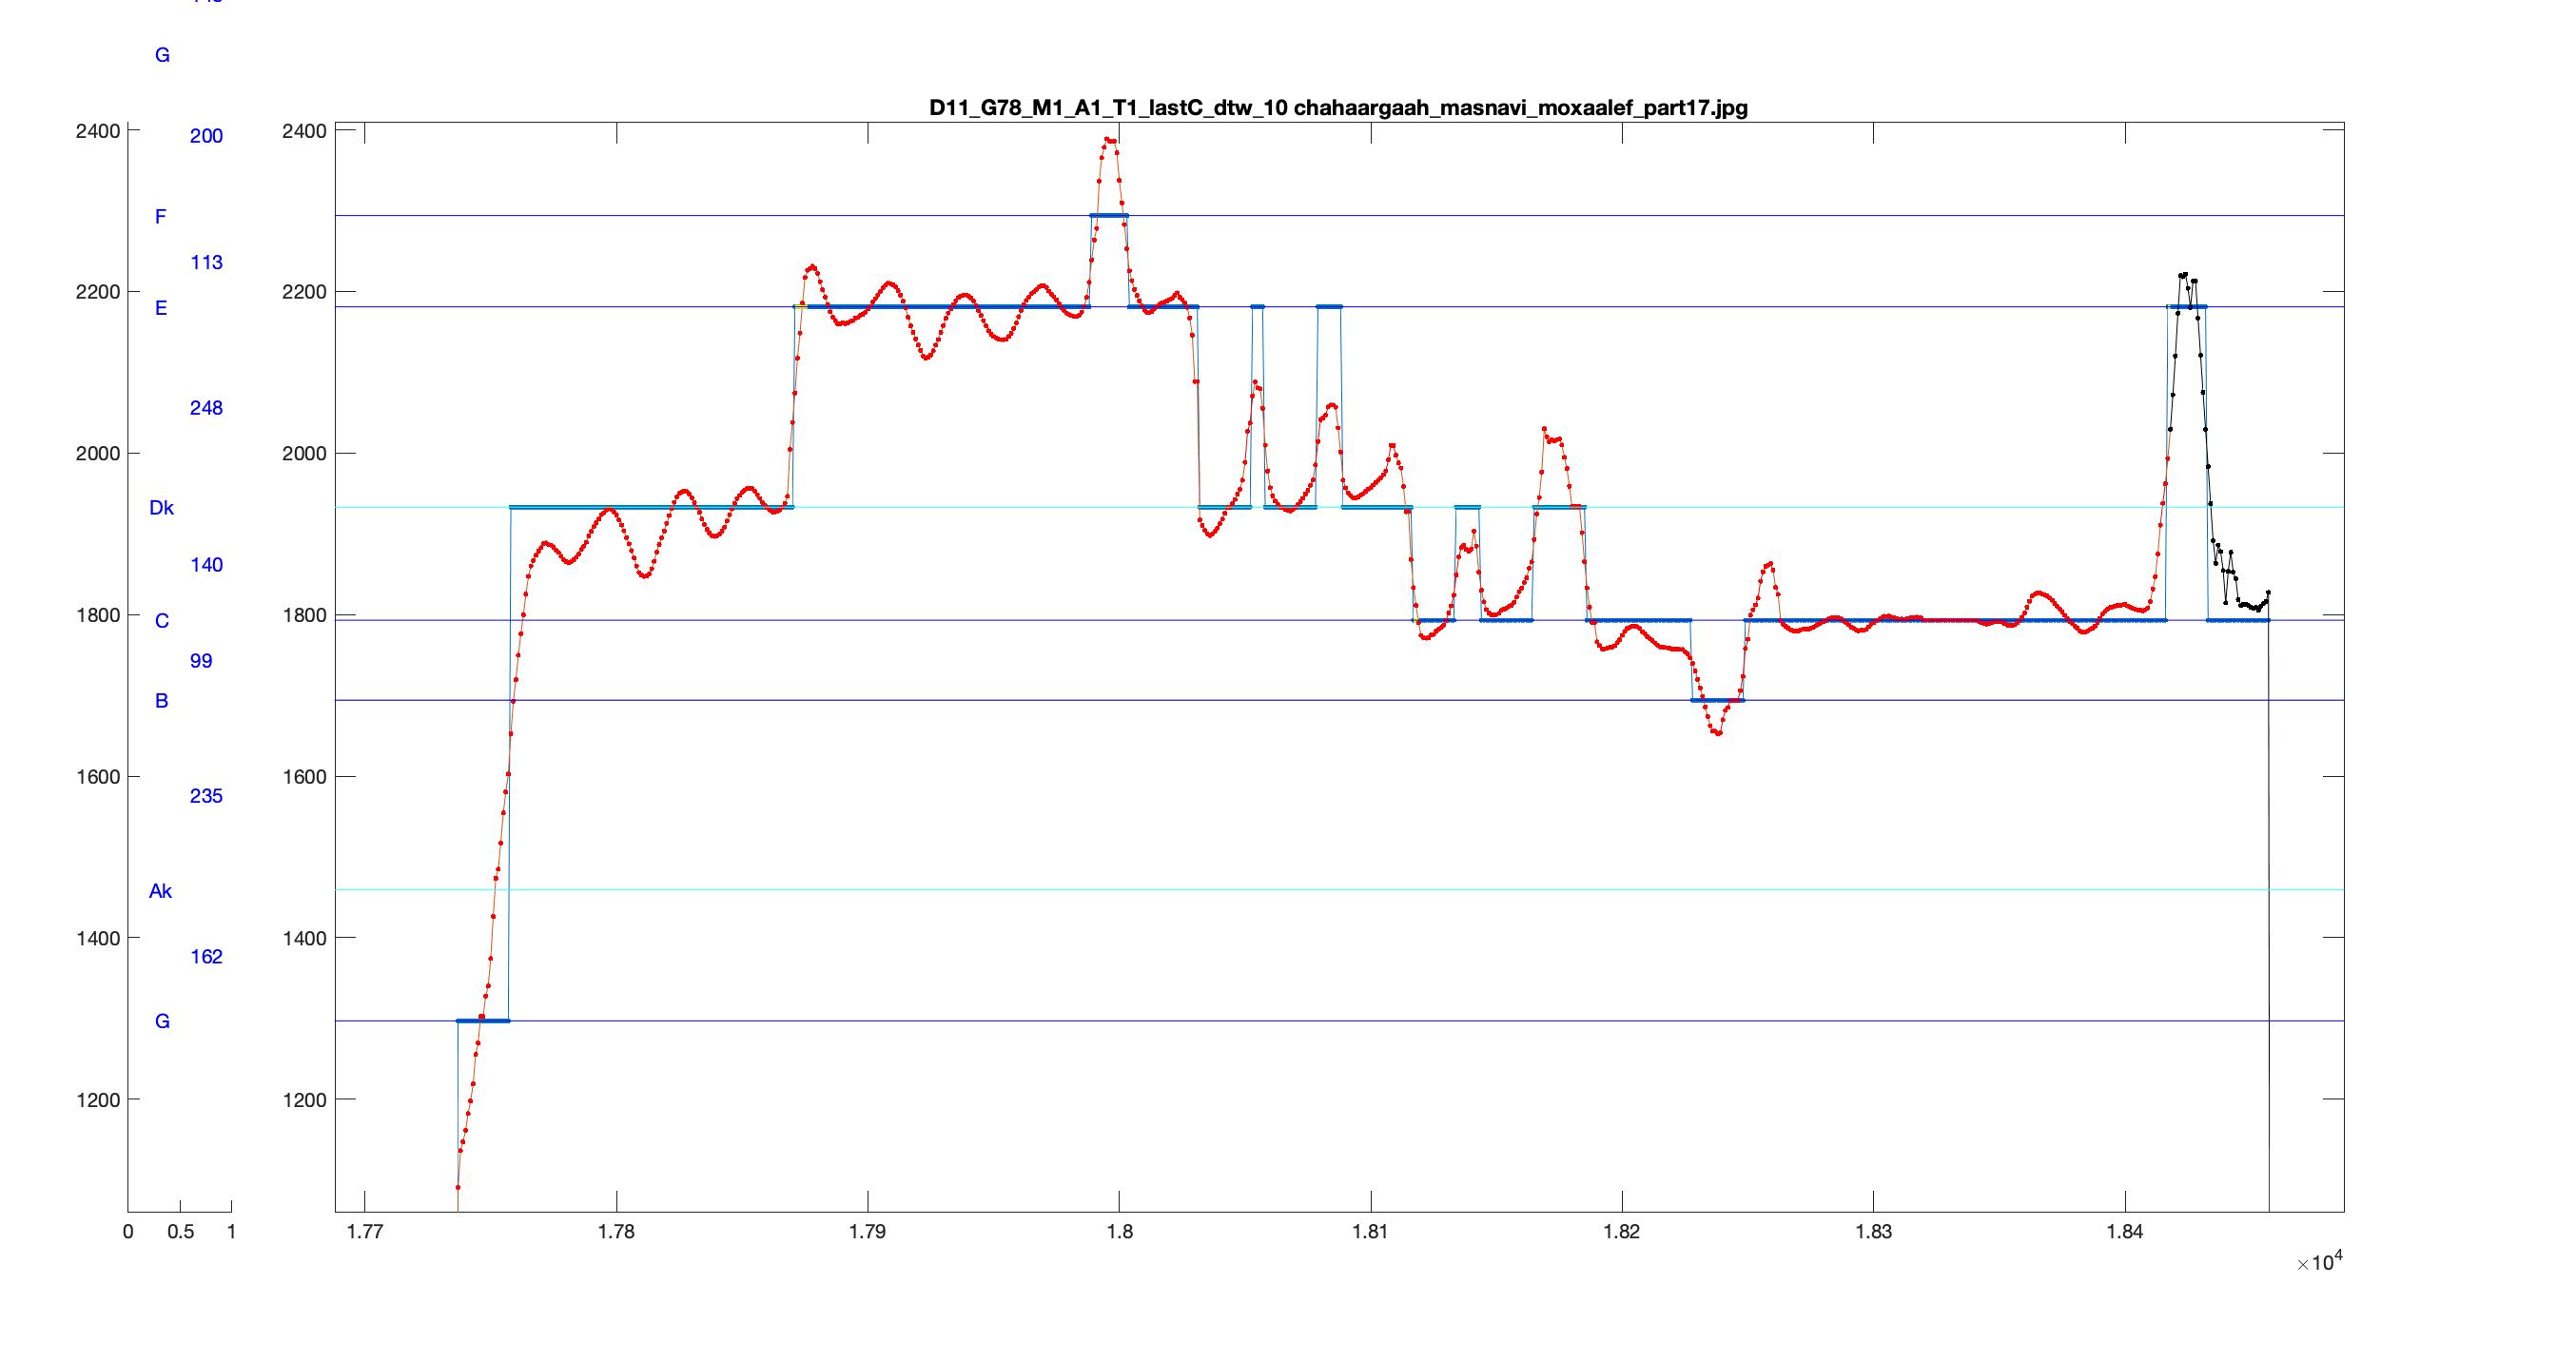 G
D11_G78_M1_A1_T1_lastC_dtw_10 chahaargaah_masnavi_moxaalef_part17.jpg
2400 200 2400
F
113
2200 E 2200
248
2000 2000
Dk
140
1800 C 1800
99
B
1600 1600
235
Ak
1400 162 1400
G
1200 1200
0 0.5 1 1.77 1.78 1.79 1.8 1.81 1.82 1.83 1.84
×10^4